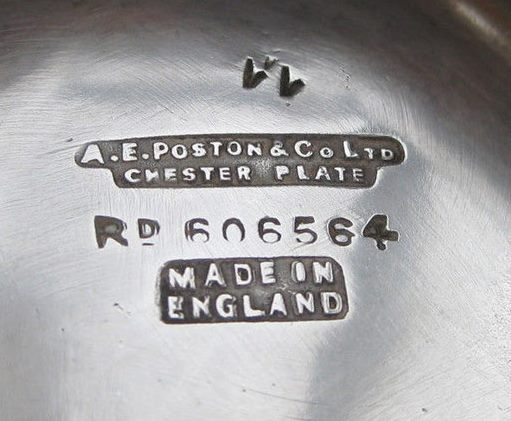 A.E.POSTON & Co LTD
CHESTER PLATE
RD 606564
MADE IN
ENGLAND